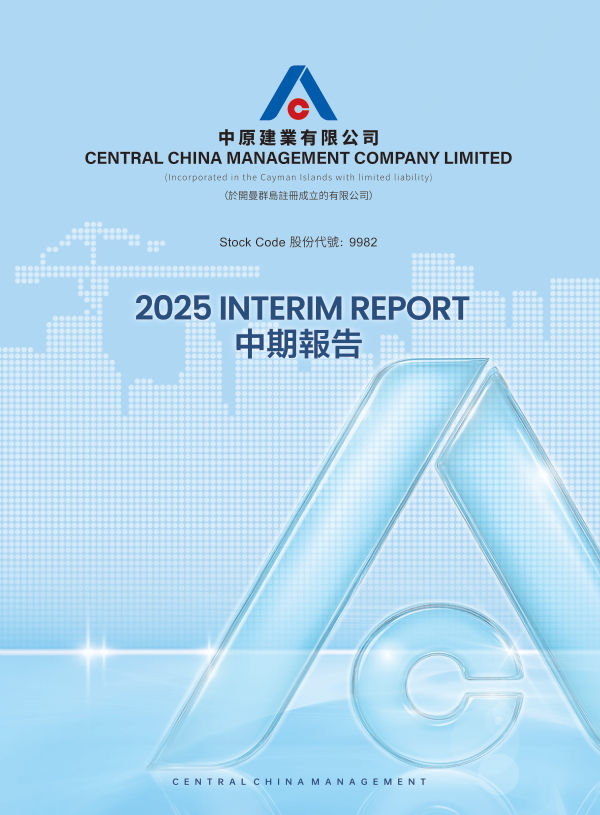 中原建業有限公司
CENTRAL CHINA MANAGEMENT COMPANY LIMITED
(Incorporated in the Cayman Islands with limited liability)
(於開曼群島註冊成立的有限公司)
Stock Code 股份代號: 9982
2025 INTERIM REPORT
中期報告
CENTRAL CHINA MANAGEMENT